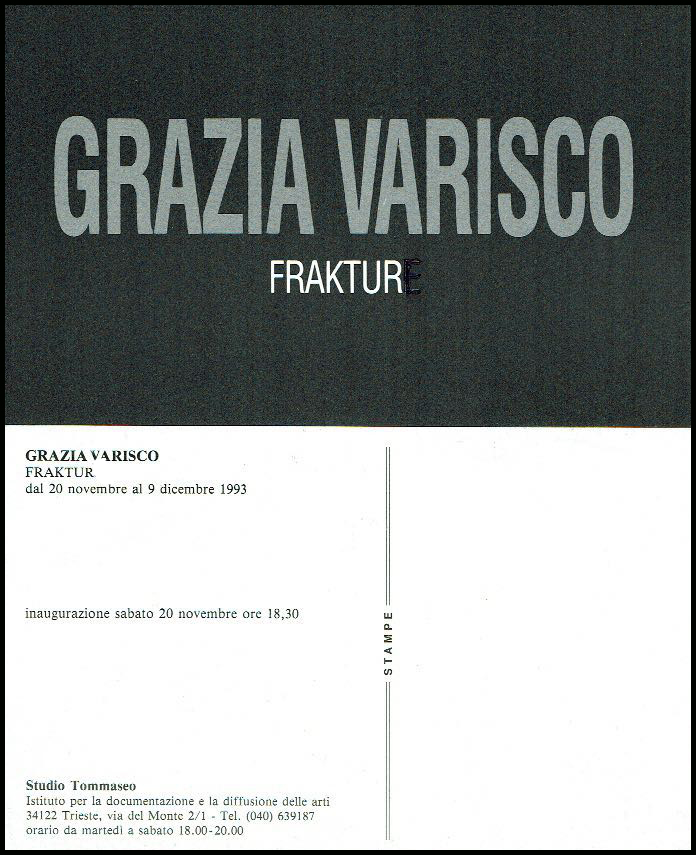 GRAZIA VARISCO
FRAKTURE
GRAZIA VARISCO
FRAKTUR
dal 20 novembre al 9 dicembre 1993
inaugurazione sabato 20 novembre ore 18,30
STAMPE
Studio Tommaseo
Istituto per la documentazione e la diffusione delle arti
34122 Trieste, via del Monte 2/1 - Tel. (040) 639187
orario da martedì a sabato 18.00-20.00